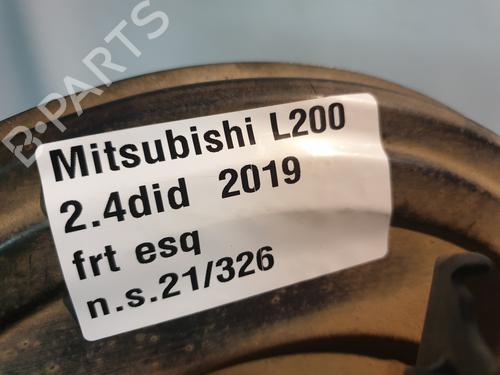 B-PARTS
Mitsubishi L200
2.4did 2019
frt esq
n.s.21/326